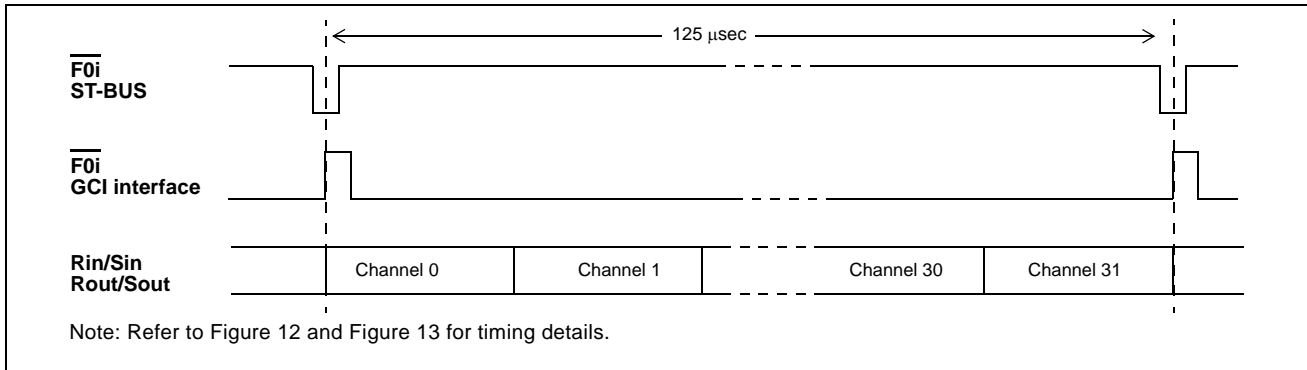 125 µsec
F0i
ST-BUS
F0i
GCI interface
Rin/Sin
Rout/Sout
Channel 0
Channel 1
Channel 30
Channel 31
Note: Refer to Figure 12 and Figure 13 for timing details.